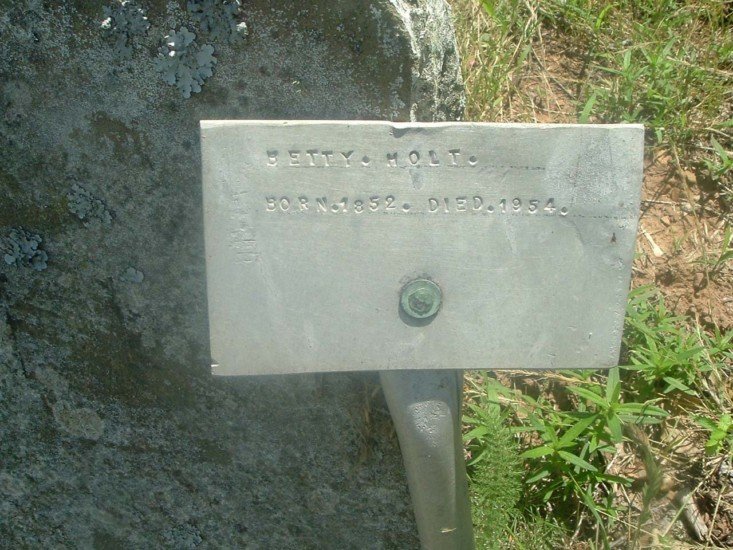 BETTY. HOLT.
BORN.1852. DIED.1954.